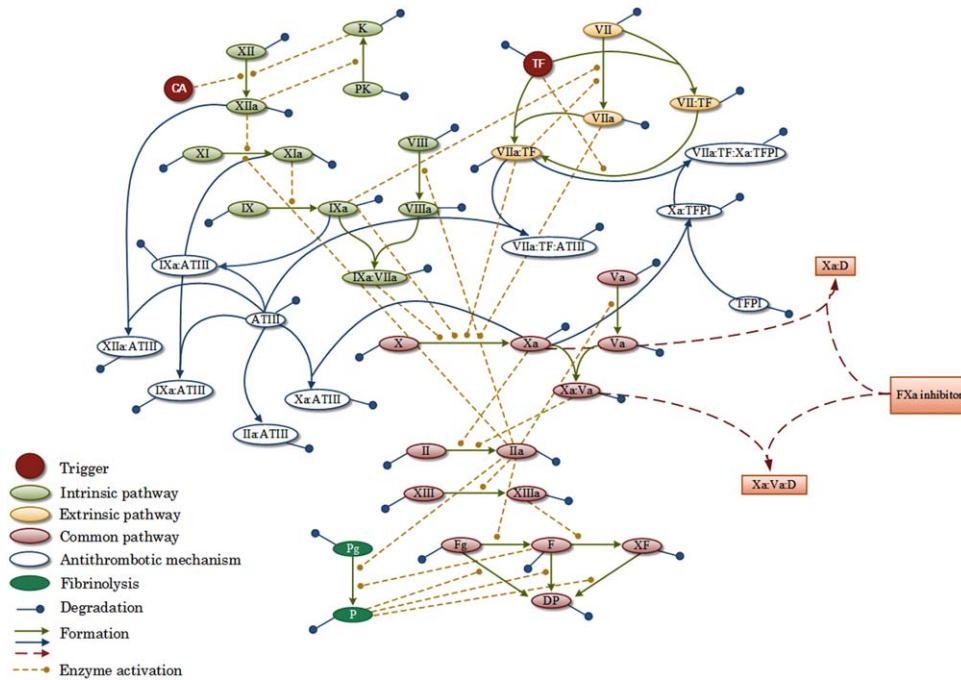 K
VII
XII
TF
CA
PK
VII:TF
XIIa
VIIa
VIII
VIIa:TF
VIIa:TF:Xa:TFPI
XI
XIa
IX
IXa
VIIIa
Xa:TFPI
VIIa:TF:ATIII
IXa:ATIII
Xa:D
IXa:VIIa
Va
TFPI
ATIII
XIIa:ATIII
X
Xa
Va
IXa:ATIII
Xa:ATIII
Xa:Va
FXa inhibitor
IIa:ATIII
II
IIa
Trigger
Xa:Va:D
Intrinsic pathway
XIII
XIIIa
Extrinsic pathway
Common pathway
Pg
Fg
F
XF
Antithrombotic mechanism
Fibrinolysis
DP
Degradation
P
Formation
Enzyme activation